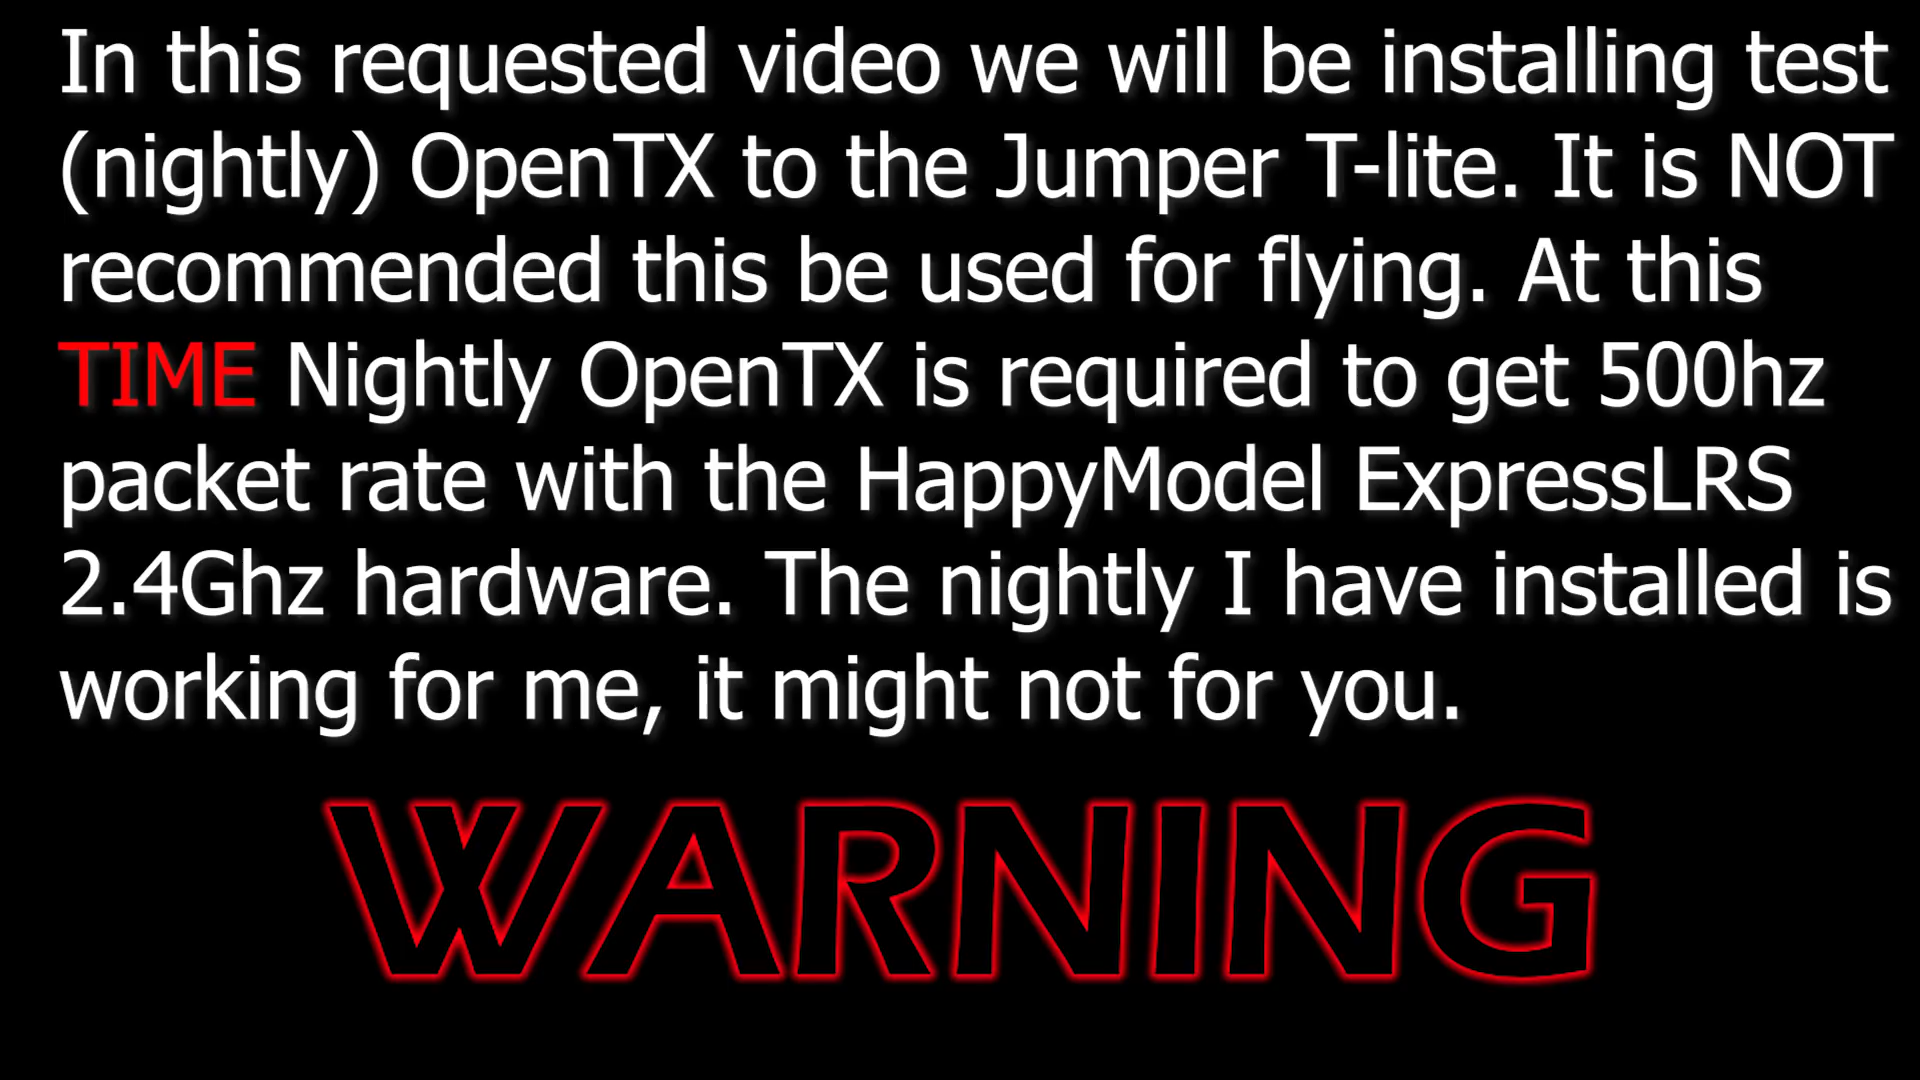 In this requested video we will be installing test
(nightly) OpenTX to the Jumper T-lite. It is NOT
recommended this be used for flying. At this
TIME Nightly OpenTX is required to get 500hz
packet rate with the HappyModel ExpressLRS
2.4Ghz hardware. The nightly I have installed is
working for me, it might not for you.
WARNING